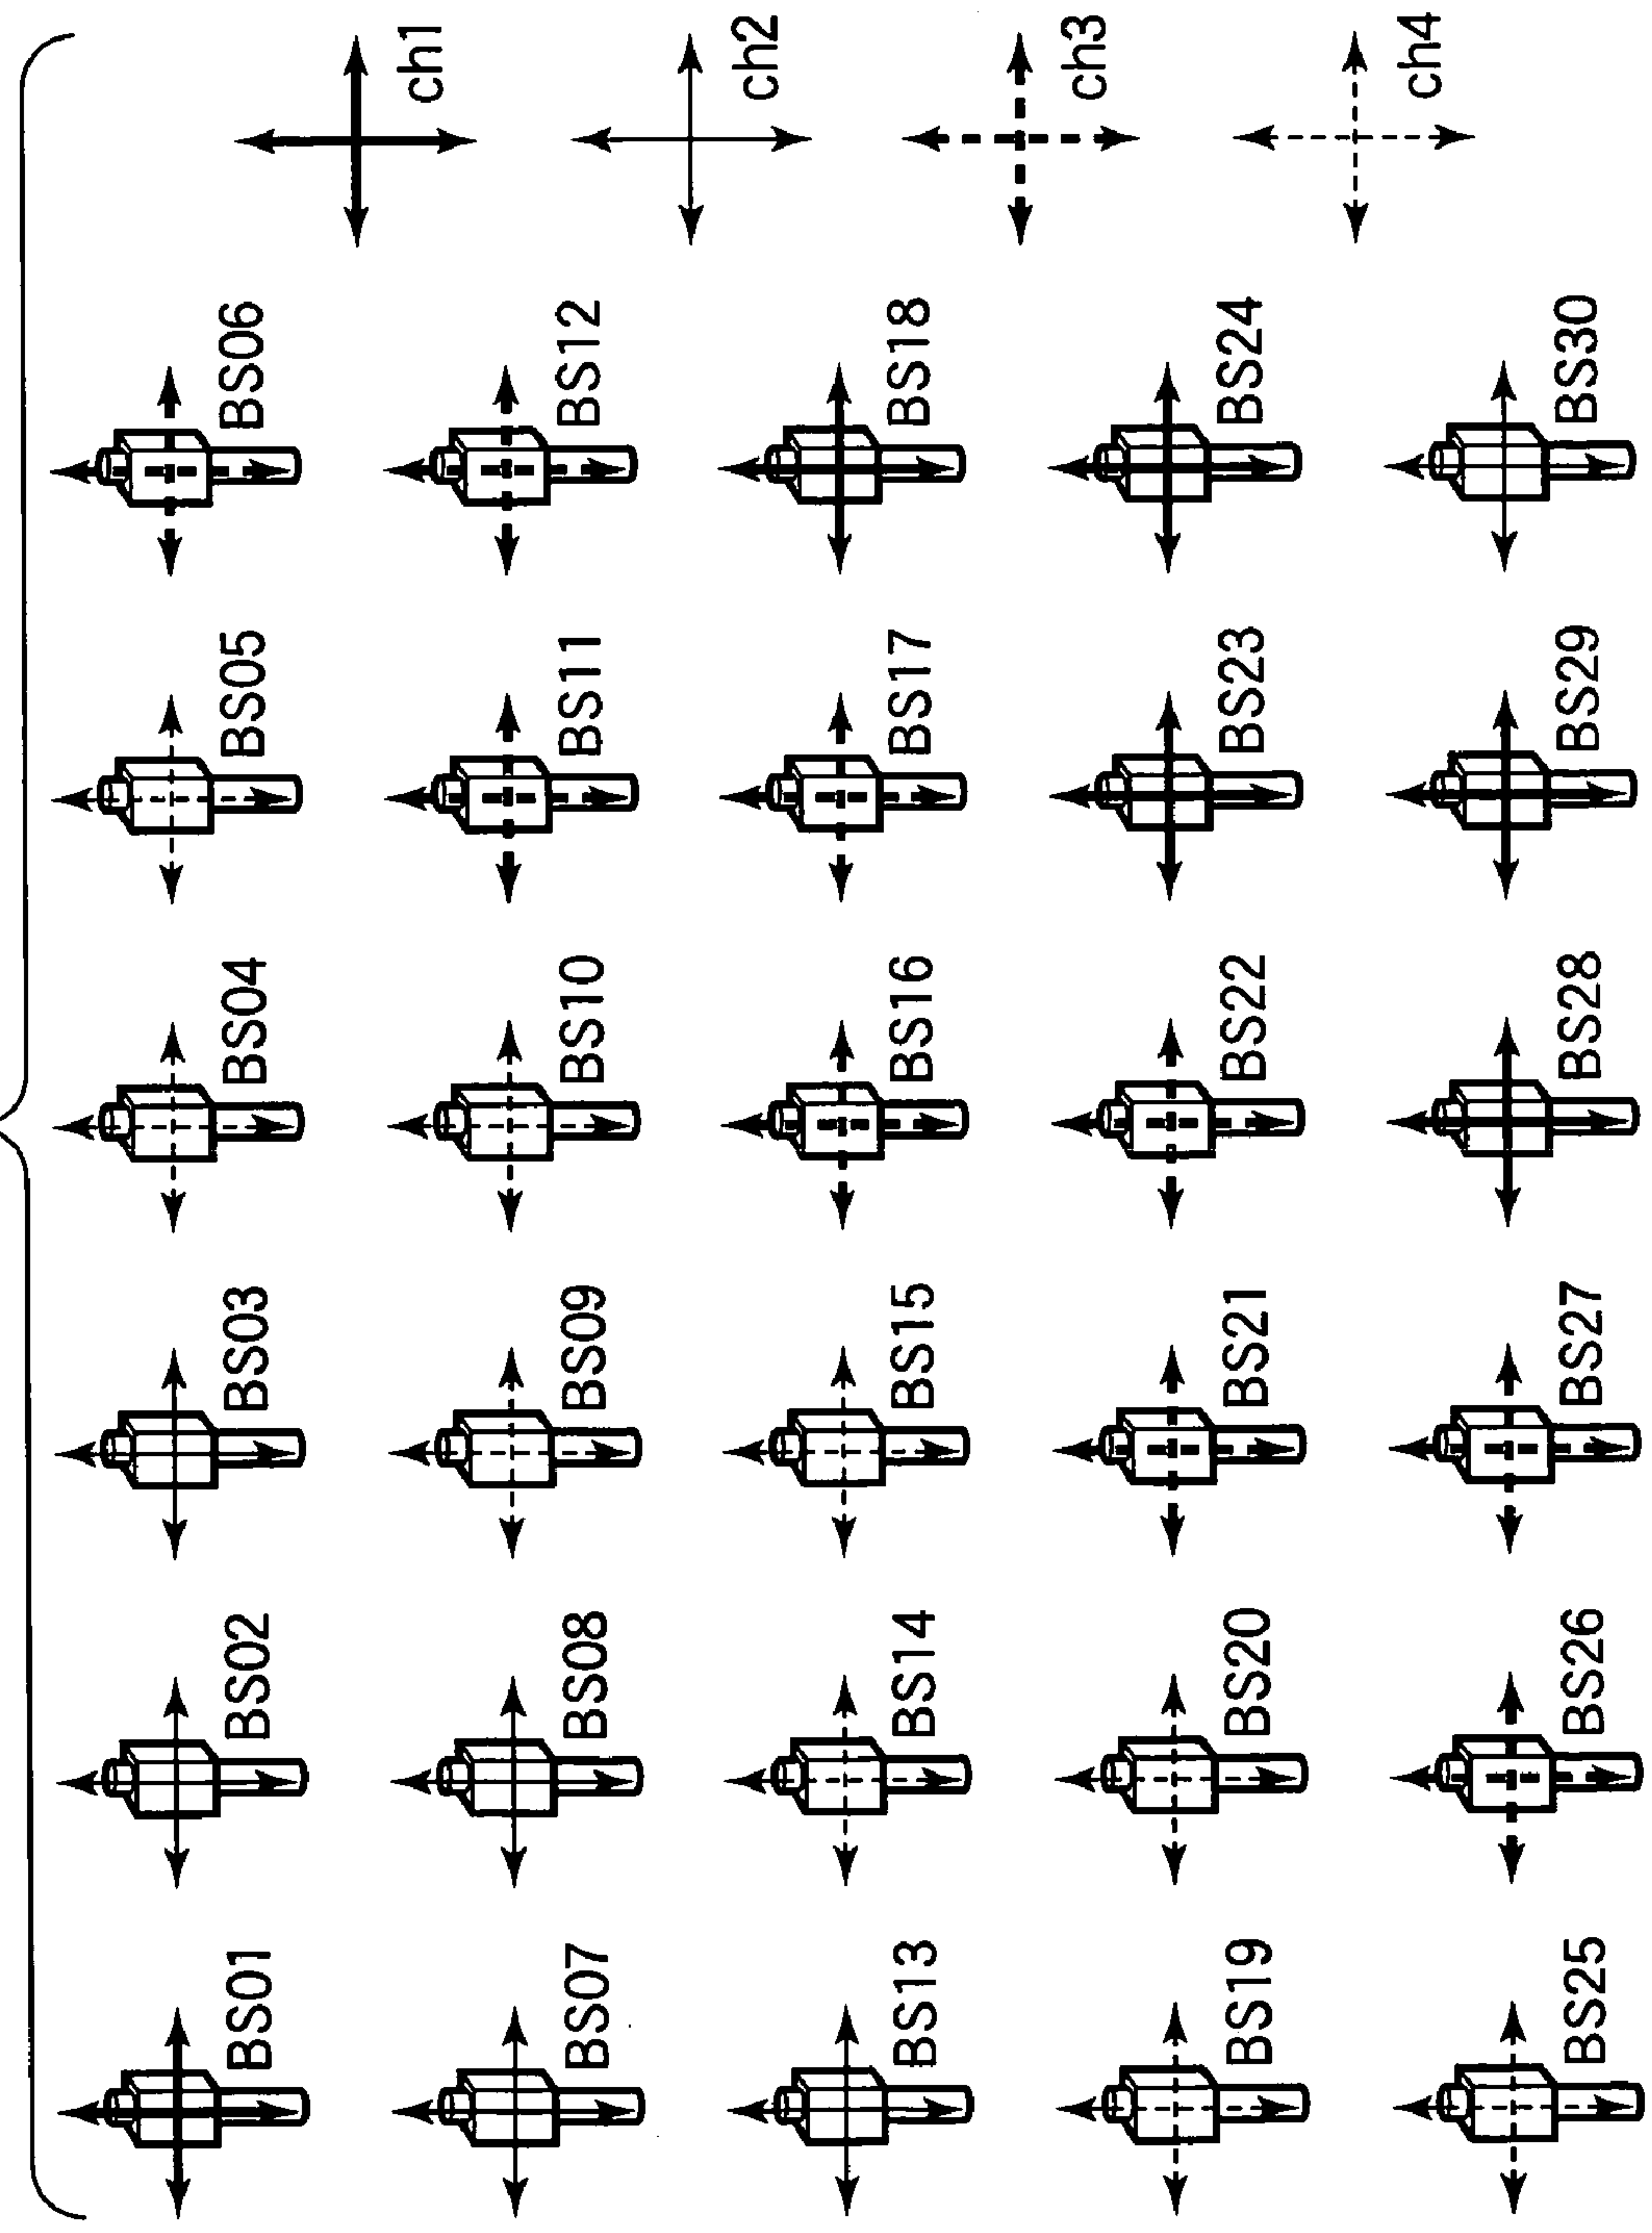 BS01 BS02 BS03 BS04 BS05 BS06
ch1
BS07 BS08 BS09 BS10 BS11 BS12
ch2
BS13 BS14 BS15 BS16 BS17 BS18
ch3
BS19 BS20 BS21 BS22 BS23 BS24
ch4
BS25 BS26 BS27 BS28 BS29 BS30